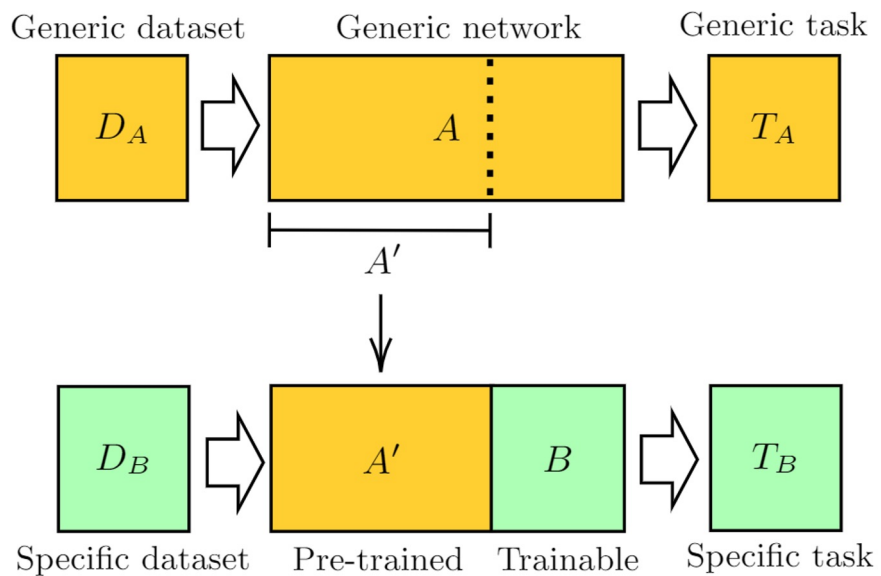 Generic dataset
Generic network
Generic task
D_A
A
T_A
A′
D_B
A′
B
T_B
Specific dataset
Pre-trained
Trainable
Specific task